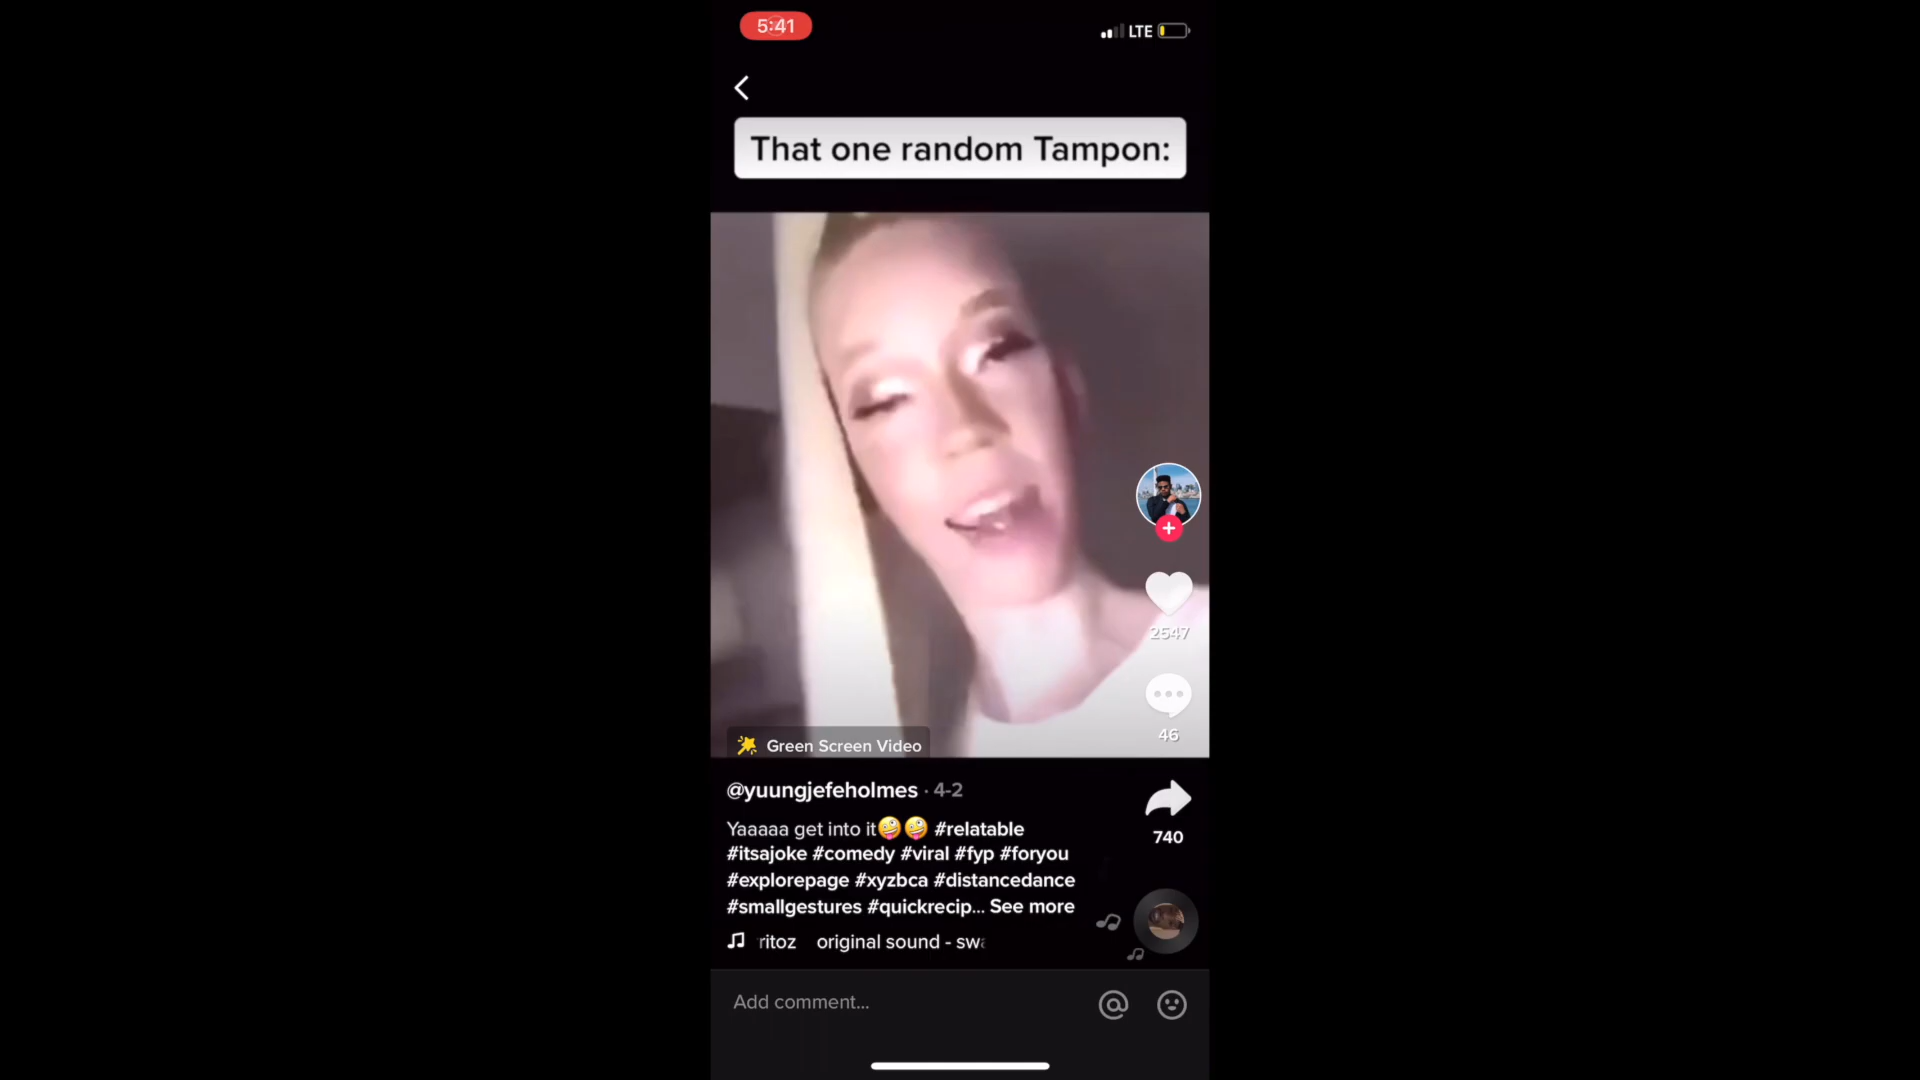 5:41
LTE
That one random Tampon:
2547
46
Green Screen Video
@yuungjefeholmes · 4-2
Yaaaaa get into it🤪🤪 #relatable
#itsajoke #comedy #viral #fyp #foryou
#explorepage #xyzbca #distancedance
#smallgestures #quickrecip... See more
740
ritoz original sound - swa
Add comment...